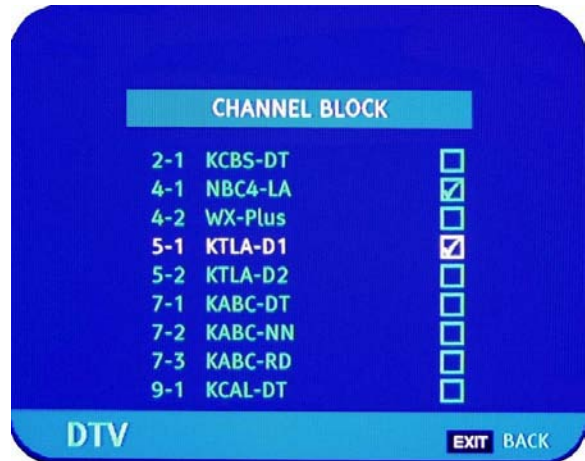 CHANNEL BLOCK
2-1 KCBS-DT
4-1 NBC4-LA
4-2 WX-Plus
5-1 KTLA-D1
5-2 KTLA-D2
7-1 KABC-DT
7-2 KABC-NN
7-3 KABC-RD
9-1 KCAL-DT
DTV EXIT BACK